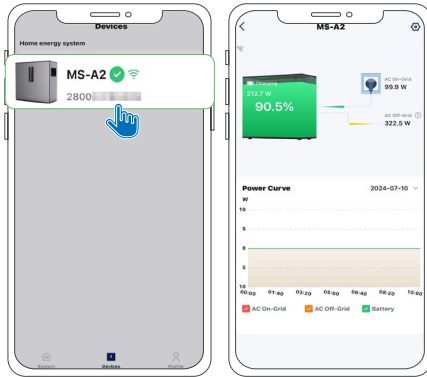 Devices
Home energy system
MS-A2
2800
System
Devices
Profile
MS-A2
Charging
212.7 W
90.5%
AC On-Grid
99.9 W
AC Off-Grid
322.5 W
Power Curve
2024-07-10
W
10
5
0
5
10
00:00 01:40 03:20 05:00 06:40 08:20 10:00
AC On-Grid
AC Off-Grid
Battery